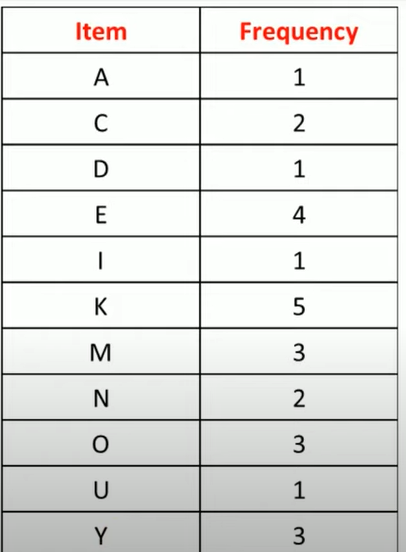 Item Frequency
A 1
C 2
D 1
E 4
I 1
K 5
M 3
N 2
O 3
U 1
Y 3